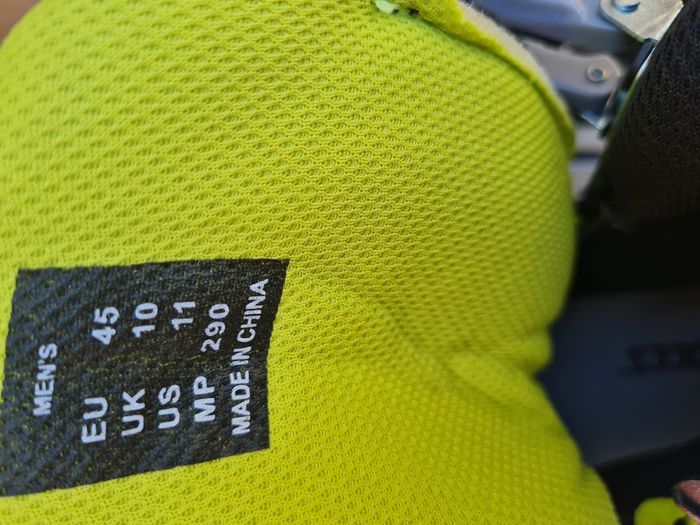 MEN'S
EU 45
UK 10
US 11
MP 290
MADE IN CHINA